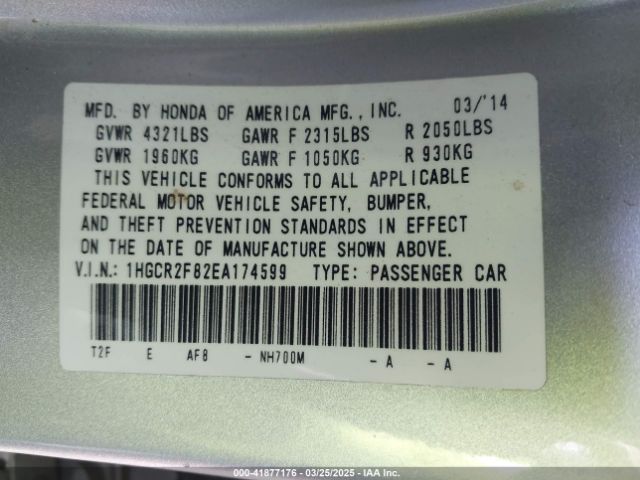 MFD. BY HONDA OF AMERICA MFG., INC. 03/'14
GVWR 4321LBS GAWR F 2315LBS R 2050LBS
GVWR 1960KG GAWR F 1050KG R 930KG
THIS VEHICLE CONFORMS TO ALL APPLICABLE
FEDERAL MOTOR VEHICLE SAFETY, BUMPER,
AND THEFT PREVENTION STANDARDS IN EFFECT
ON THE DATE OF MANUFACTURE SHOWN ABOVE.
V.I.N.: 1HGCR2F82EA174599 TYPE: PASSENGER CAR
T2F E AF8 - NH700M - A - A
000-41877176 | 03/25/2025 | IAA Inc.